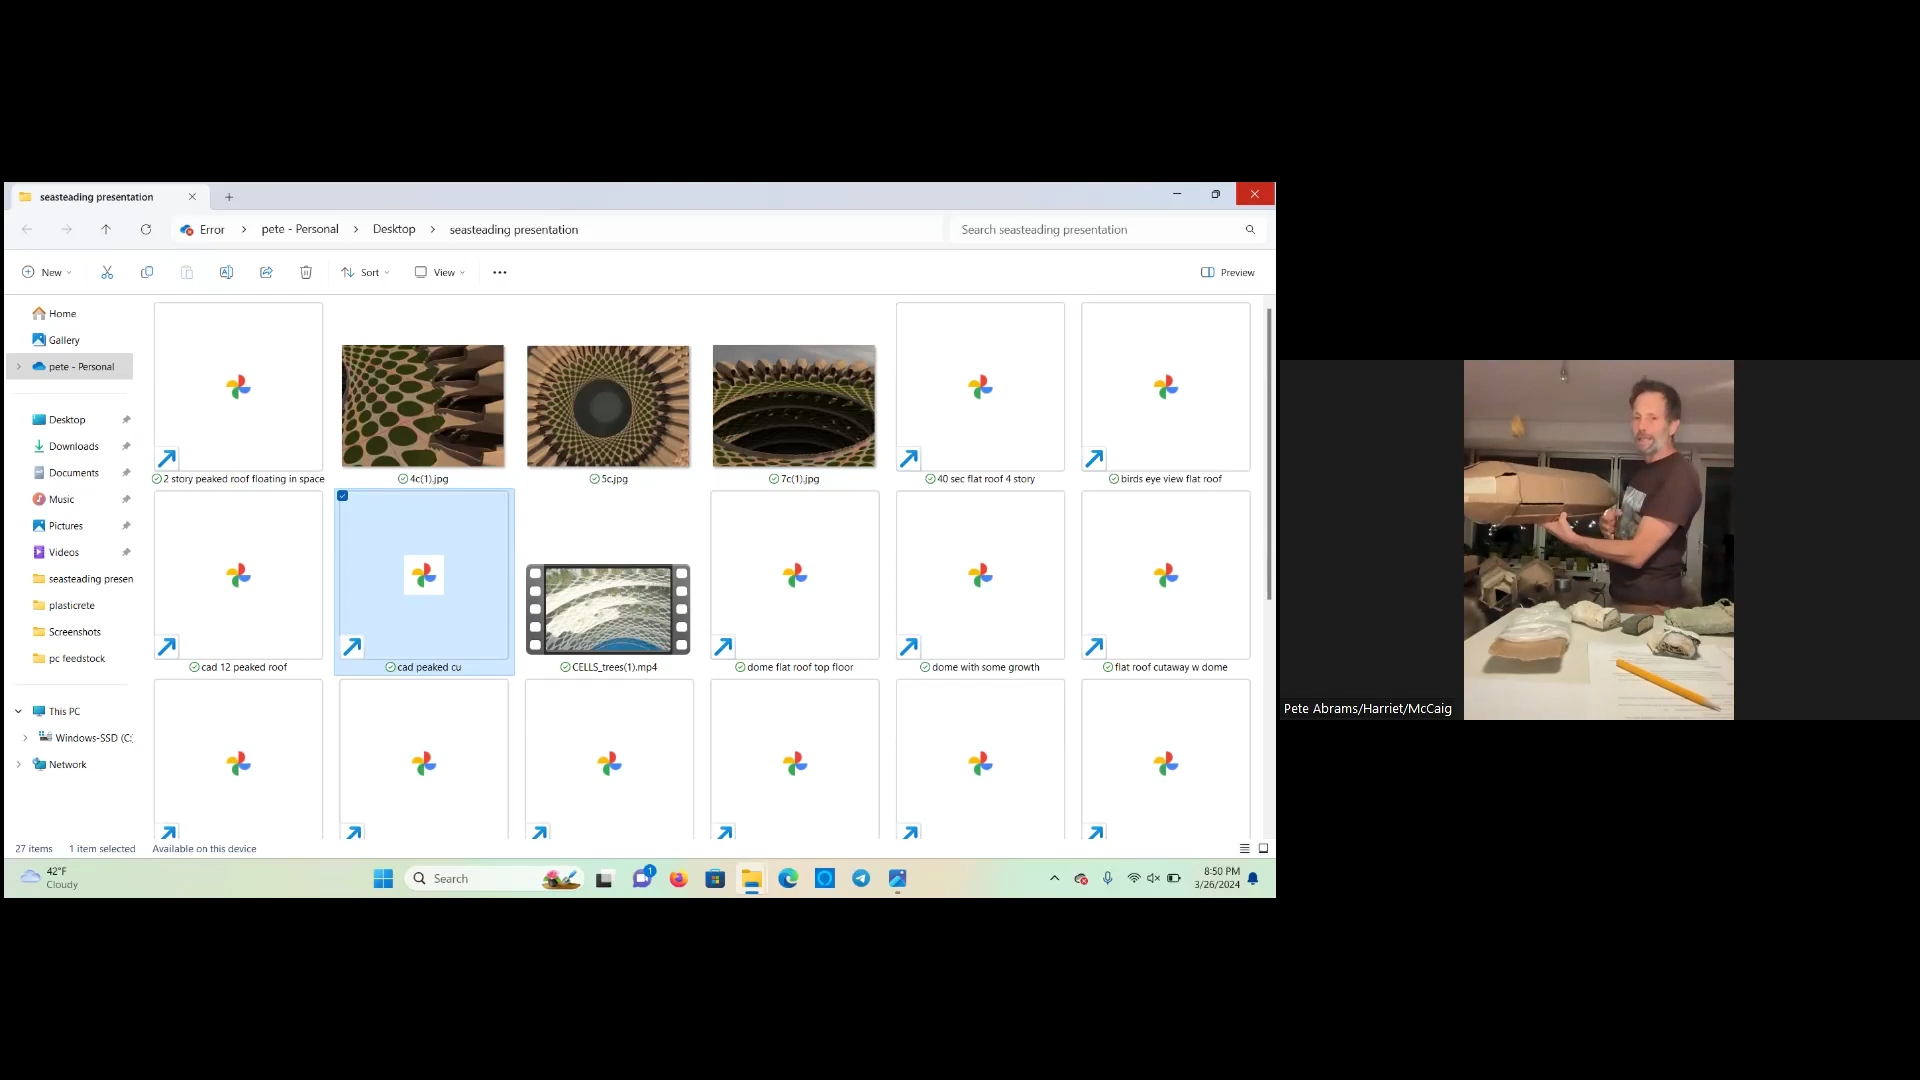 seasteading presentation
Error > pete - Personal > Desktop > seasteading presentation
Search seasteading presentation
New
Sort
View
Preview
Home
Gallery
pete - Personal
Desktop
Downloads
Documents
Music
Pictures
Videos
seasteading presen
plasticrete
Screenshots
pc feedstock
This PC
Windows-SSD (C:
Network
2 story peaked roof floating in space
4c(1).jpg
5c.jpg
7c(1).jpg
40 sec flat roof 4 story
birds eye view flat roof
cad 12 peaked roof
cad peaked cu
CELLS_trees(1).mp4
dome flat roof top floor
dome with some growth
flat roof cutaway w dome
27 items
1 item selected
Available on this device
42°F
Cloudy
Search
1
8:50 PM
3/26/2024
Pete Abrams/Harriet/McCaig